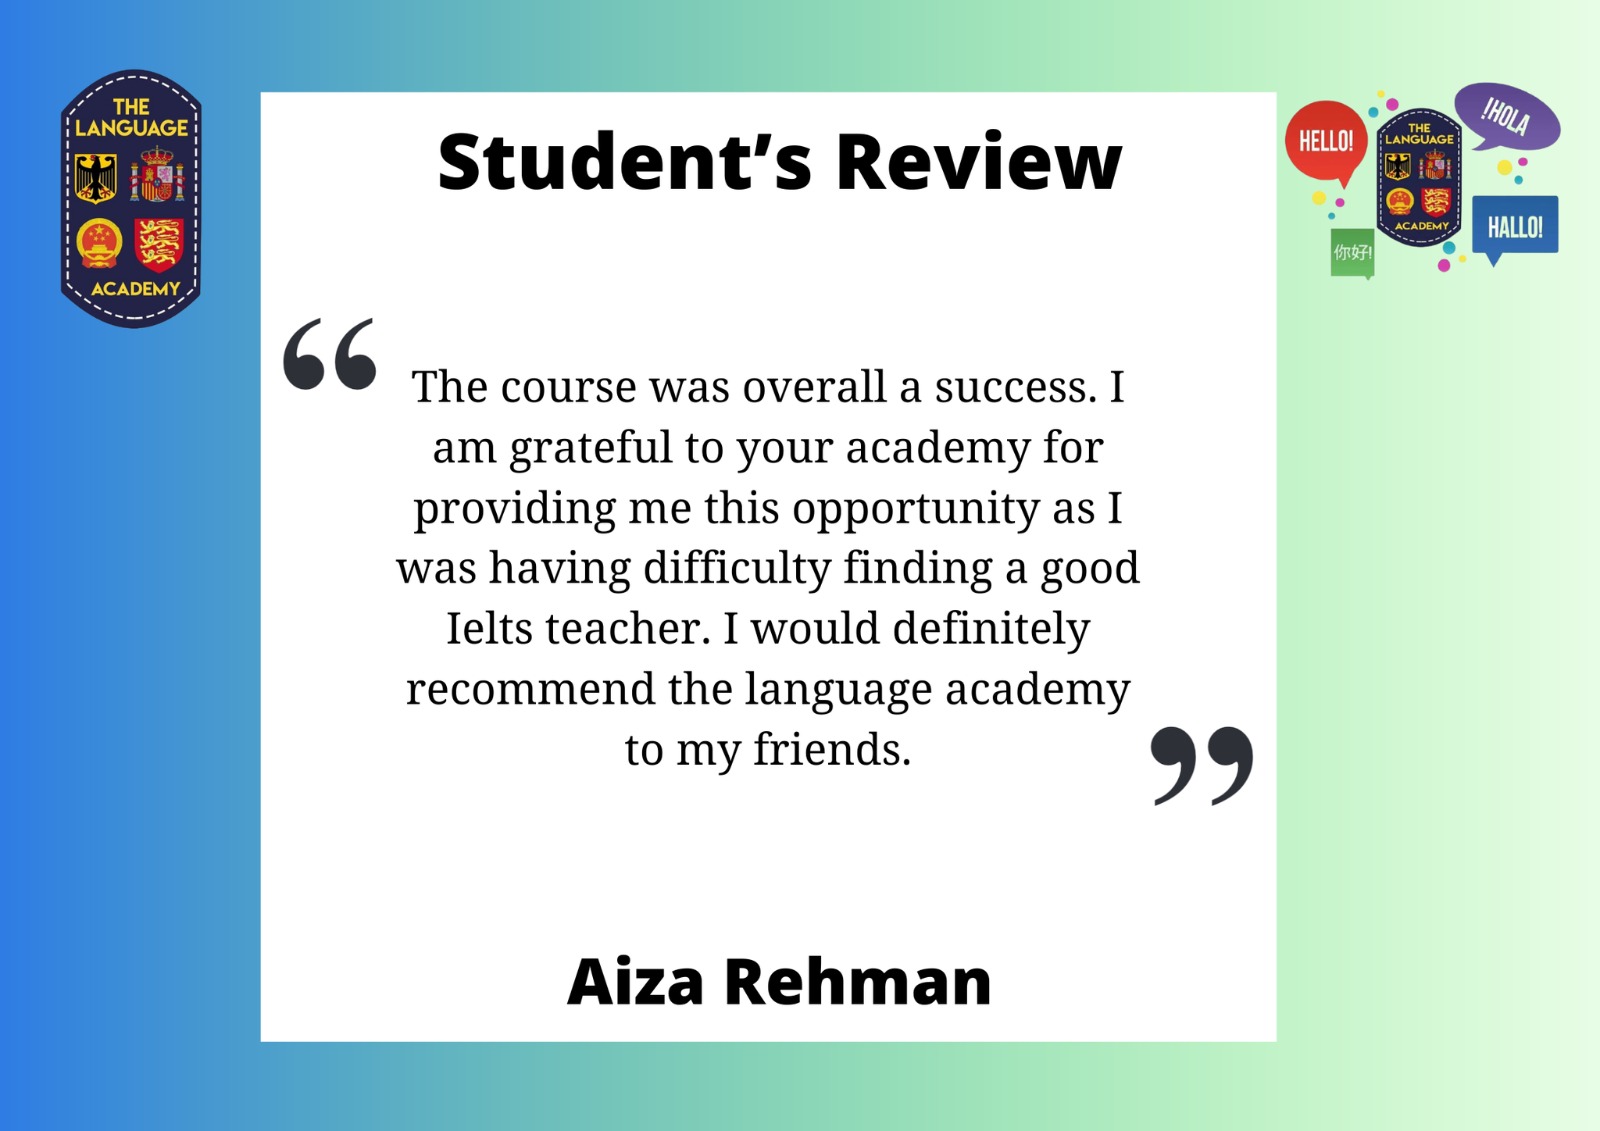 THE
LANGUAGE
ACADEMY
Student’s Review
HELLO!
THE
LANGUAGE
ACADEMY
¡HOLA
HALLO!
你好!
“
The course was overall a success. I
am grateful to your academy for
providing me this opportunity as I
was having difficulty finding a good
Ielts teacher. I would definitely
recommend the language academy
to my friends.
”
Aiza Rehman